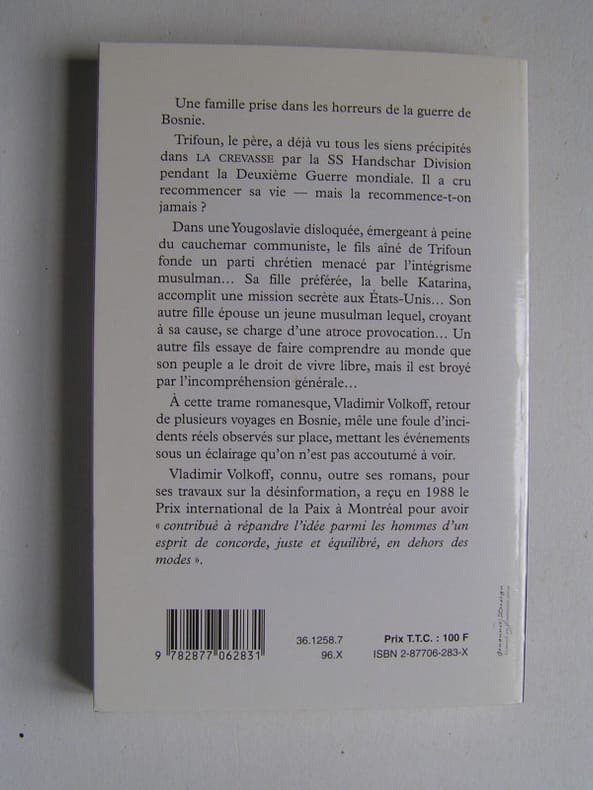 Une famille prise dans les horreurs de la guerre de
Bosnie.
Trifoun, le père, a déjà vu tous les siens précipités
dans LA CREVASSE par la SS Handschar Division
pendant la Deuxième Guerre mondiale. Il a cru
recommencer sa vie — mais la recommence-t-on
jamais ?
Dans une Yougoslavie disloquée, émergeant à peine
du cauchemar communiste, le fils aîné de Trifoun
fonde un parti chrétien menacé par l'intégrisme
musulman... Sa fille préférée, la belle Katarina,
accomplit une mission secrète aux États-Unis... Son
autre fille épouse un jeune musulman lequel, croyant
à sa cause, se charge d'une atroce provocation... Un
autre fils essaye de faire comprendre au monde que
son peuple a le droit de vivre libre, mais il est broyé
par l'incompréhension générale...
À cette trame romanesque, Vladimir Volkoff, retour
de plusieurs voyages en Bosnie, mêle une foule d'inci-
dents réels observés sur place, mettant les événements
sous un éclairage qu'on n'est pas accoutumé à voir.
Vladimir Volkoff, connu, outre ses romans, pour
ses travaux sur la désinformation, a reçu en 1988 le
Prix international de la Paix à Montréal pour avoir
« contribué à répandre l'idée parmi les hommes d'un
esprit de concorde, juste et équilibré, en dehors des
modes ».
36.1258.7 Prix T.T.C. : 100 F
9 782877 062831 96.X ISBN 2-87706-283-X